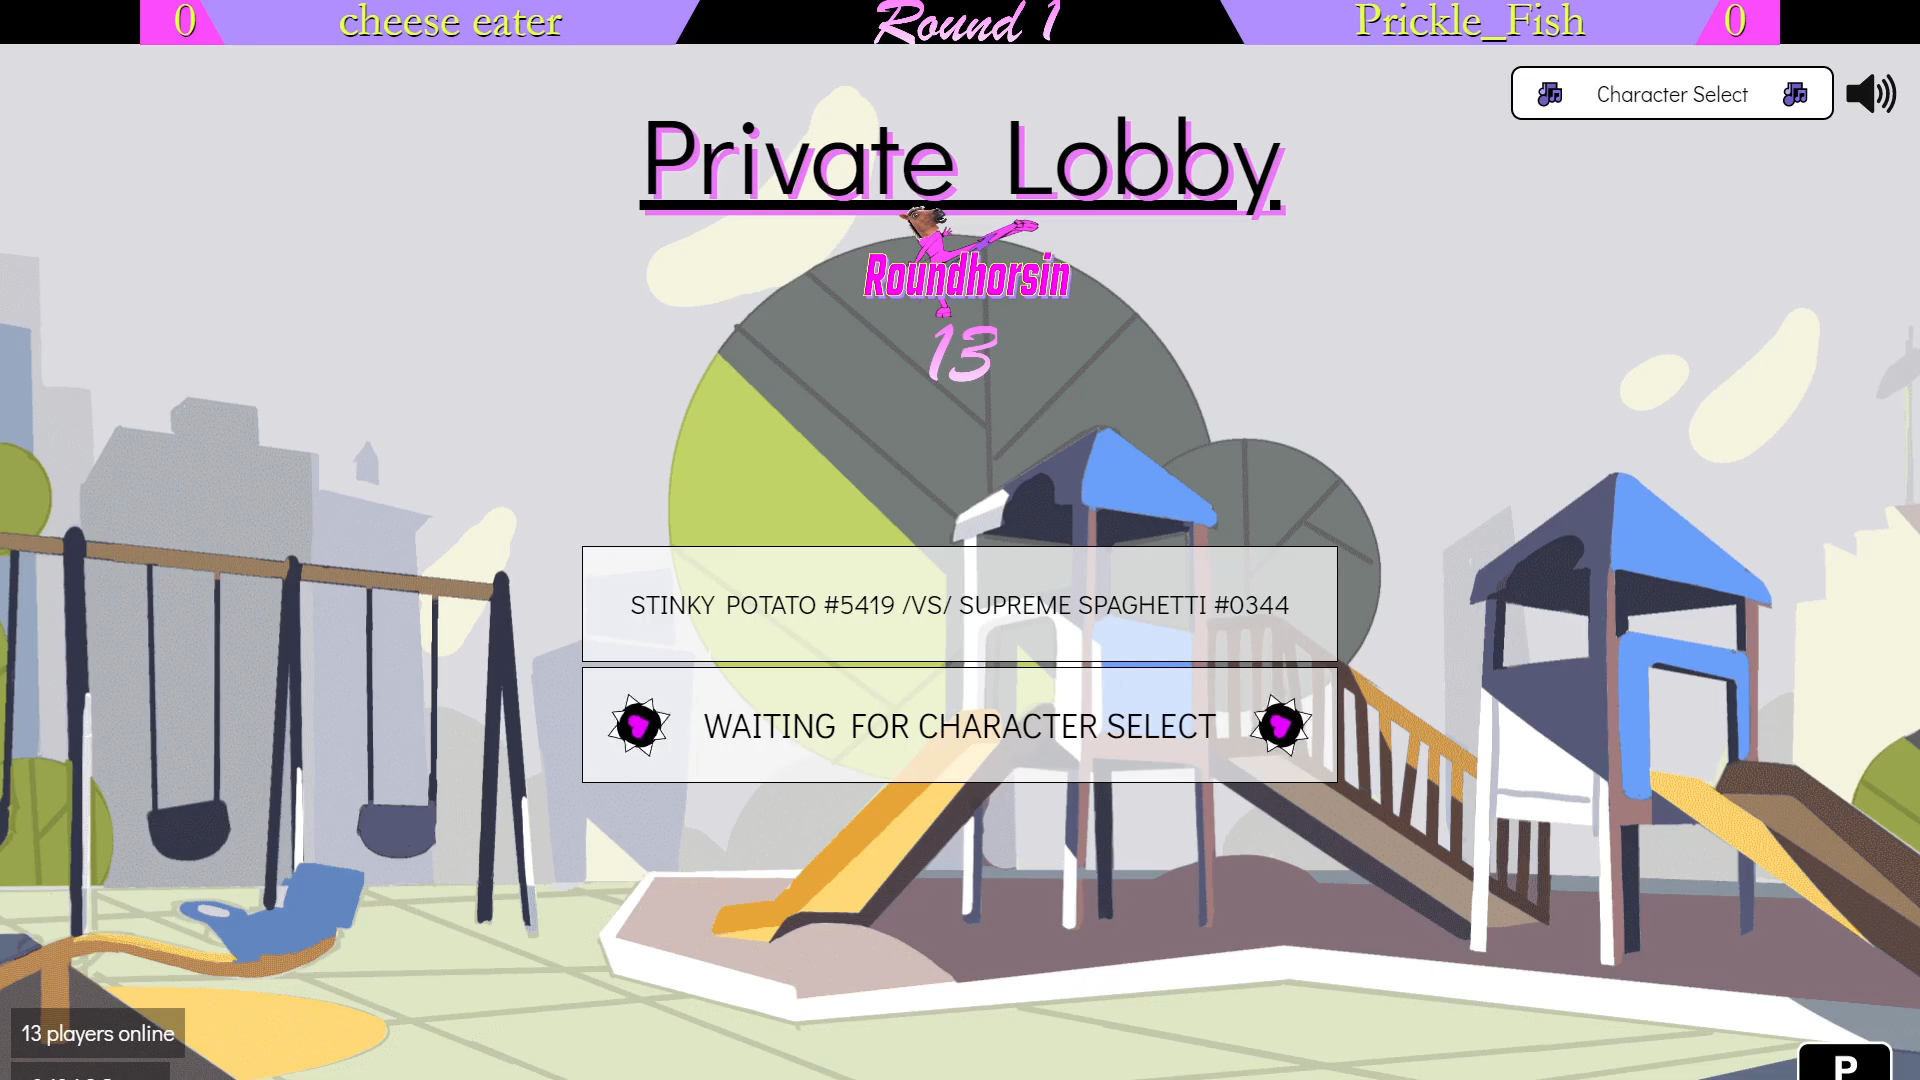 0 cheese eater Round 1 Prickle_Fish 0
Character Select
Private Lobby
Roundhorsin
13
STINKY POTATO #5419 /VS/ SUPREME SPAGHETTI #0344
WAITING FOR CHARACTER SELECT
13 players online
P